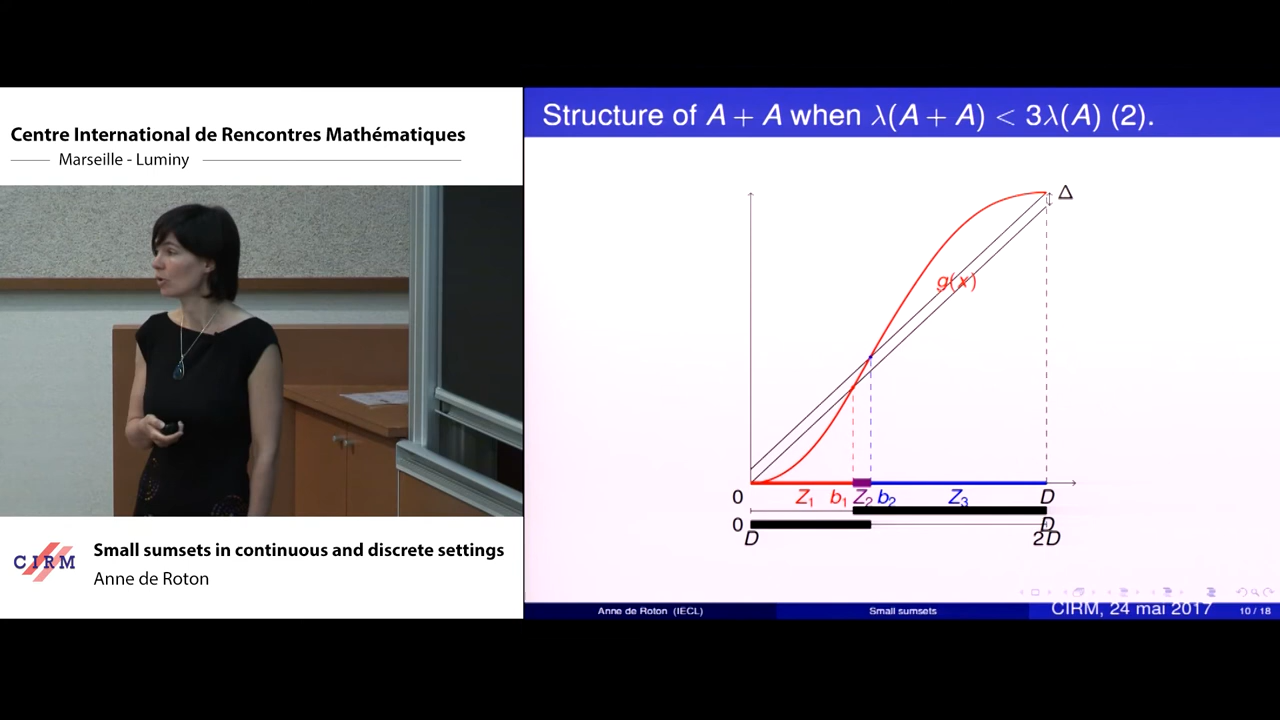 Centre International de Rencontres Mathématiques
Marseille - Luminy
CIRM
Small sumsets in continuous and discrete settings
Anne de Roton
Structure of A + A when λ(A + A) < 3λ(A) (2).
Δ
g(x)
0 Z₁ b₁ Z₂ b₂ Z₃ D
0 D
D 2D
Anne de Roton (IECL) Small sumsets CIRM, 24 mai 2017 10 / 18